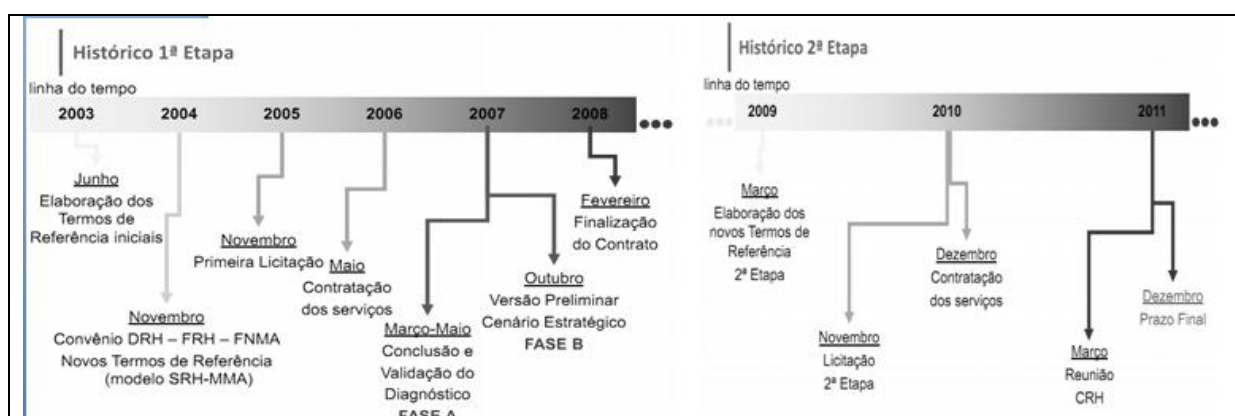 Histórico 1ª Etapa
linha do tempo
2003 2004 2005 2006 2007 2008
Junho
Elaboração dos
Termos de
Referência iniciais
Novembro
Convênio DRH – FRH – FNMA
Novos Termos de Referência
(modelo SRH-MMA)
Novembro
Primeira Licitação
Maio
Contratação
dos serviços
Março-Maio
Conclusão e
Validação do
Diagnóstico
FASE A
Outubro
Versão Preliminar
Cenário Estratégico
FASE B
Fevereiro
Finalização
do Contrato
Histórico 2ª Etapa
linha do tempo
2009 2010 2011
Março
Elaboração dos
novos Termos de
Referência
2ª Etapa
Novembro
Licitação
2ª Etapa
Dezembro
Contratação
dos serviços
Março
Reunião
CRH
Dezembro
Prazo Final